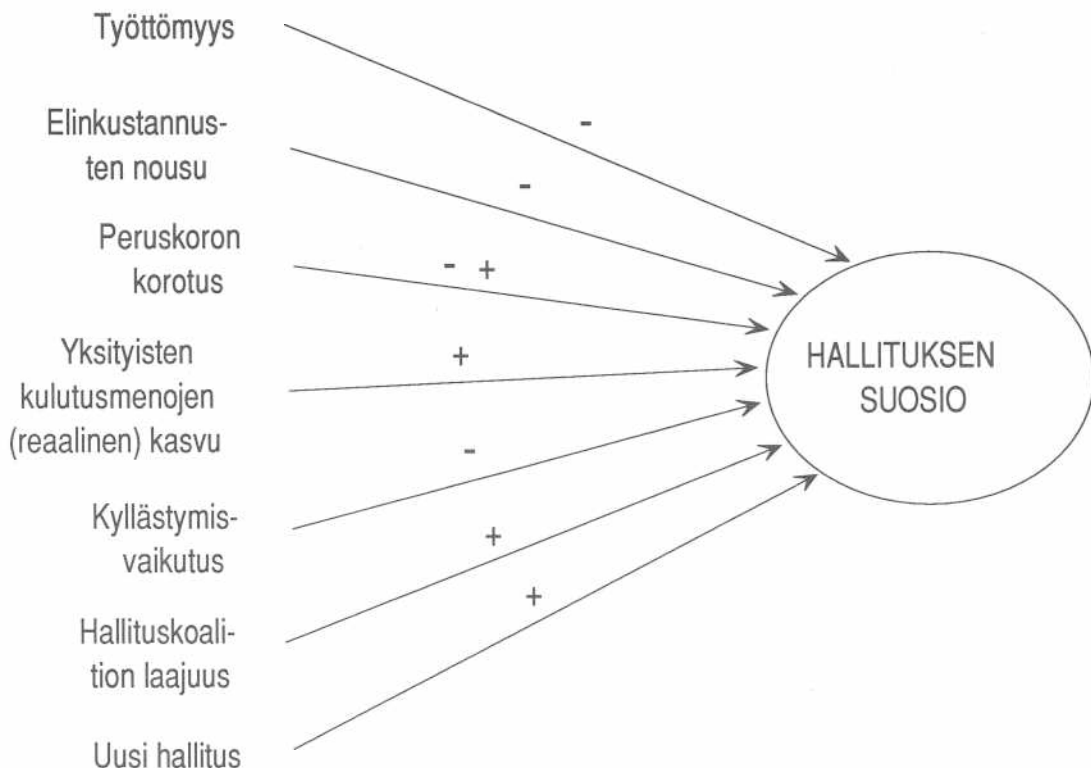 Työttömyys
Elinkustannus-
ten nousu
Peruskoron
korotus
Yksityisten
kulutusmenojen
(reaalinen) kasvu
Kyllästymis-
vaikutus
Hallituskoali-
tion laajuus
Uusi hallitus
-
-
- +
+
-
+
+
HALLITUKSEN
SUOSIO